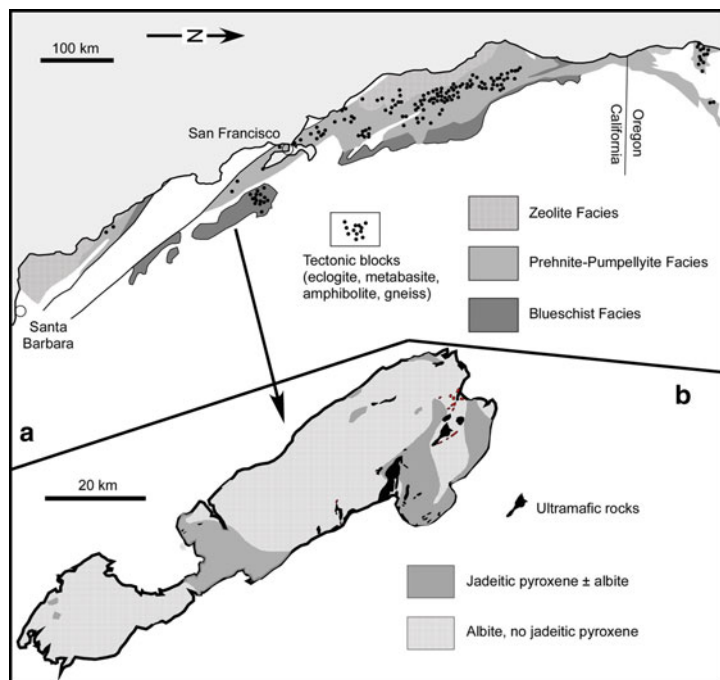 100 km
N
San Francisco
Oregon
California
Zeolite Facies
Tectonic blocks
(eclogite, metabasite,
amphibolite, gneiss)
Prehnite-Pumpellyite Facies
Blueschist Facies
Santa
Barbara
a
b
20 km
Ultramafic rocks
Jadeitic pyroxene ± albite
Albite, no jadeitic pyroxene